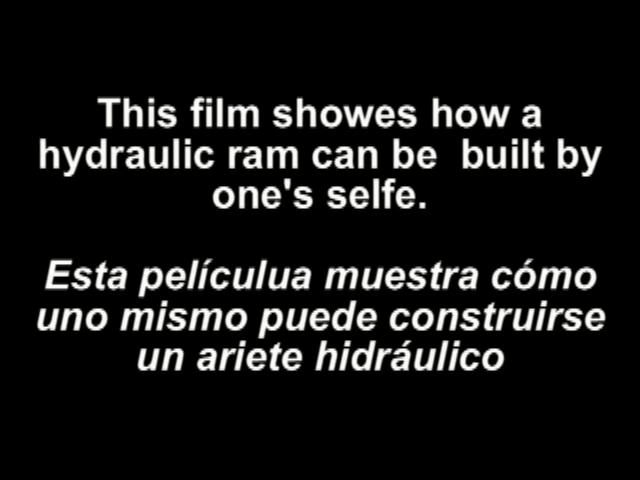 This film showes how a
hydraulic ram can be  built by
one's selfe.
Esta películua muestra cómo
uno mismo puede construirse
un ariete hidráulico